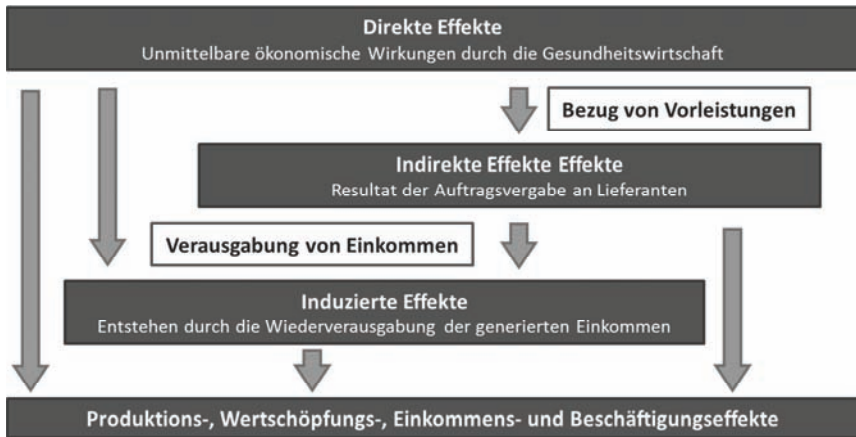 Direkte Effekte
Unmittelbare ökonomische Wirkungen durch die Gesundheitswirtschaft
Bezug von Vorleistungen
Indirekte Effekte Effekte
Resultat der Auftragsvergabe an Lieferanten
Verausgabung von Einkommen
Induzierte Effekte
Entstehen durch die Wiederverausgabung der generierten Einkommen
Produktions-, Wertschöpfungs-, Einkommens- und Beschäftigungseffekte